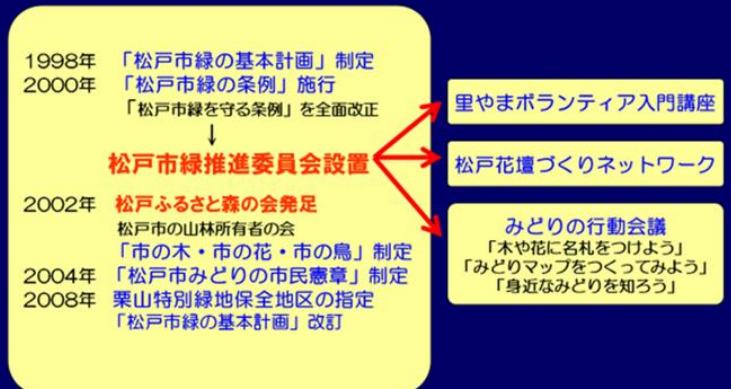 1998年 「松戸市緑の基本計画」制定
2000年 「松戸市緑の条例」施行
「松戸市緑を守る条例」を全面改正
↓
松戸市緑推進委員会設置
2002年 松戸ふるさと森の会発足
松戸市の山林所有者の会
「市の木・市の花・市の鳥」制定
2004年 「松戸市みどりの市民憲章」制定
2008年 栗山特別緑地保全地区の指定
「松戸市緑の基本計画」改訂
里やまボランティア入門講座
松戸花壇づくりネットワーク
みどりの行動会議
「木や花に名札をつけよう」
「みどりマップをつくってみよう」
「身近なみどりを知ろう」